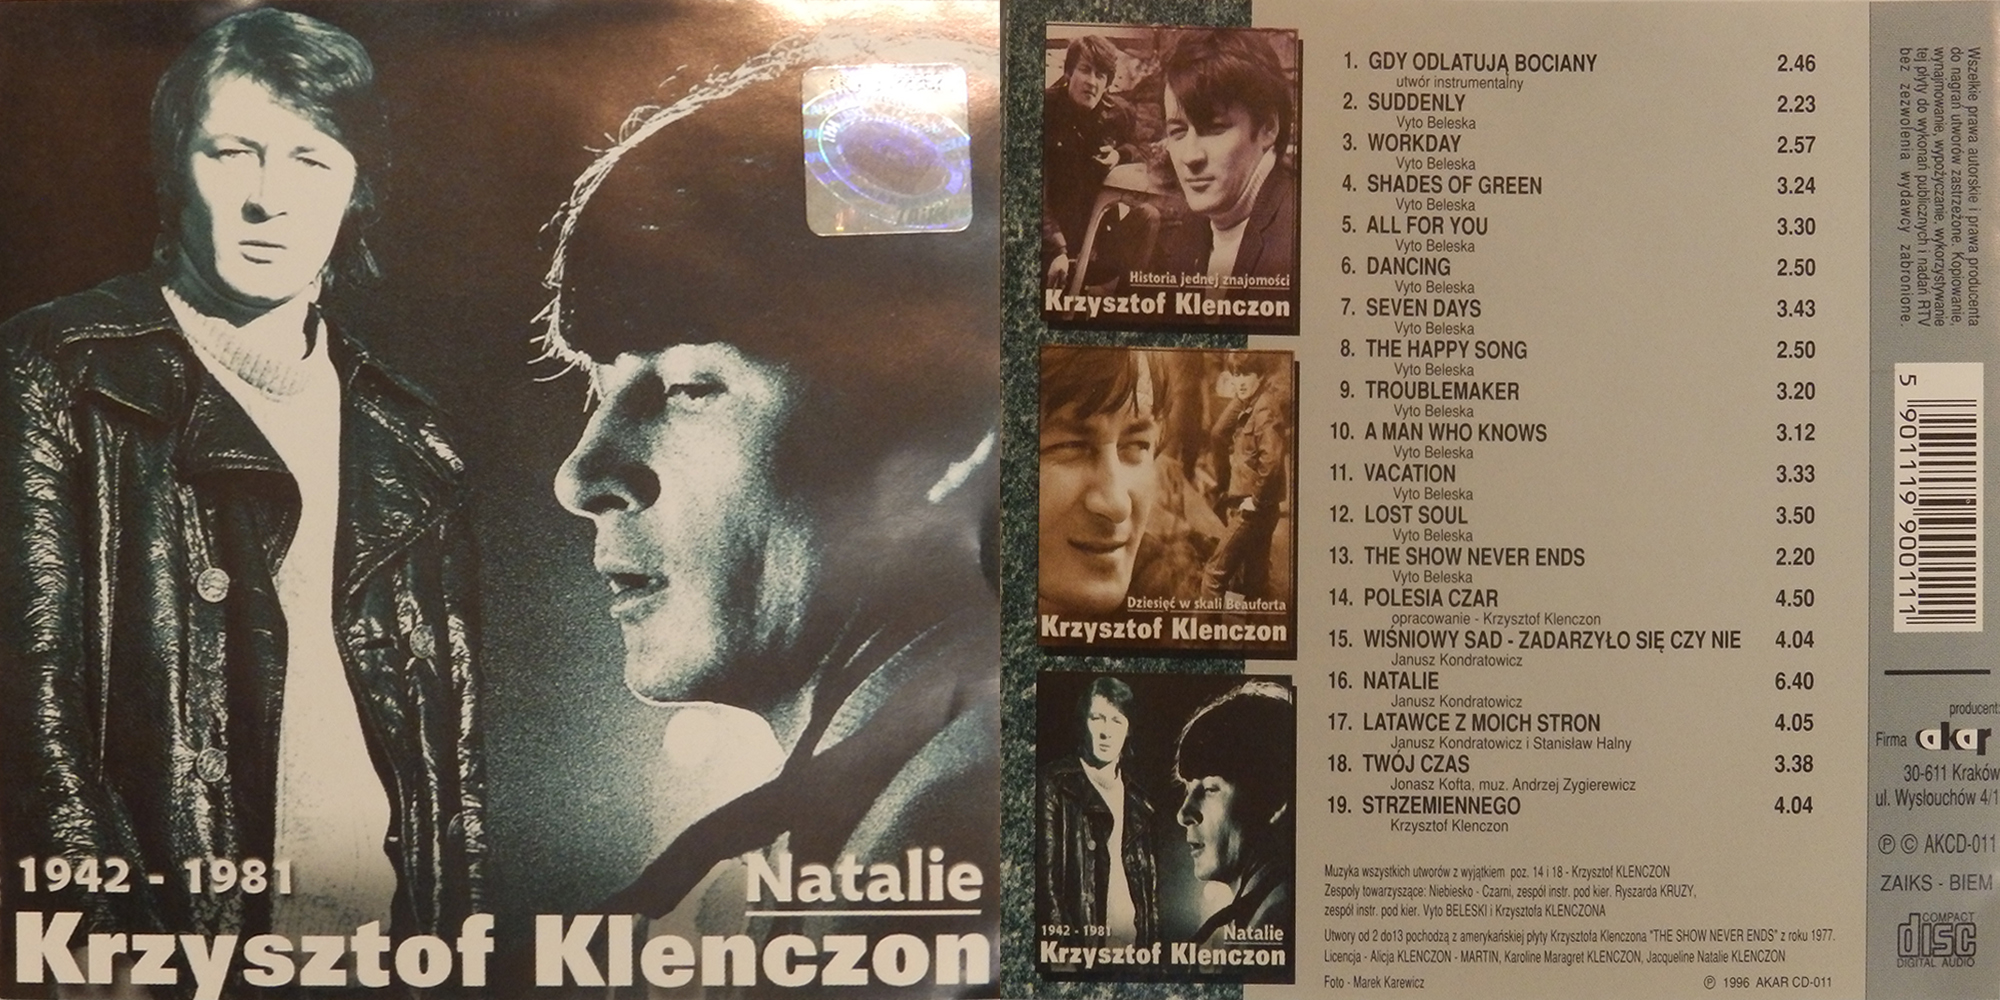 1942 - 1981
Natalie
Krzysztof Klenczon
Historia jednej znajomości
Krzysztof Klenczon
Dziesięć w skali Beauforta
Krzysztof Klenczon
1942 - 1981
Natalie
Krzysztof Klenczon
1. GDY ODLATUJĄ BOCIANY 2.46
utwór instrumentalny
2. SUDDENLY 2.23
Vyto Beleska
3. WORKDAY 2.57
Vyto Beleska
4. SHADES OF GREEN 3.24
Vyto Beleska
5. ALL FOR YOU 3.30
Vyto Beleska
6. DANCING 2.50
Vyto Beleska
7. SEVEN DAYS 3.43
Vyto Beleska
8. THE HAPPY SONG 2.50
Vyto Beleska
9. TROUBLEMAKER 3.20
Vyto Beleska
10. A MAN WHO KNOWS 3.12
Vyto Beleska
11. VACATION 3.33
Vyto Beleska
12. LOST SOUL 3.50
Vyto Beleska
13. THE SHOW NEVER ENDS 2.20
Vyto Beleska
14. POLESIA CZAR 4.50
opracowanie - Krzysztof Klenczon
15. WIŚNIOWY SAD - ZADARZYŁO SIĘ CZY NIE 4.04
Janusz Kondratowicz
16. NATALIE 6.40
Janusz Kondratowicz
17. LATAWCE Z MOICH STRON 4.05
Janusz Kondratowicz i Stanisław Halny
18. TWÓJ CZAS 3.38
Jonasz Kofta, muz. Andrzej Zygierewicz
19. STRZEMIENNEGO 4.04
Krzysztof Klenczon
Muzyka wszystkich utworów z wyjątkiem poz. 14 i 18 - Krzysztof KLENCZON
Zespoły towarzyszące: Niebiesko - Czarni, zespół instr. pod kier. Ryszarda KRUZY,
zespół instr. pod kier. Vyto BELESKI i Krzysztofa KLENCZONA
Utwory od 2 do13 pochodzą z amerykańskiej płyty Krzysztofa Klenczona "THE SHOW NEVER ENDS" z roku 1977.
Licencja - Alicja KLENCZON - MARTIN, Karoline Maragret KLENCZON, Jacqueline Natalie KLENCZON
Foto - Marek Karewicz
Ⓟ 1996 AKAR CD-011
Wszelkie prawa autorskie i prawa producenta
do nagrań utworów zastrzeżone. Kopiowanie,
wynajmowanie, wypożyczanie, wykorzystywanie
tej płyty do wykonań publicznych i nadań RTV
bez zezwolenia wydawcy zabronione.
5 901119 900111
producent:
Firma akar
30-611 Kraków
ul. Wysłouchów 4/1
Ⓟ © AKCD-011
ZAIKS - BIEM
COMPACT
disc
DIGITAL AUDIO